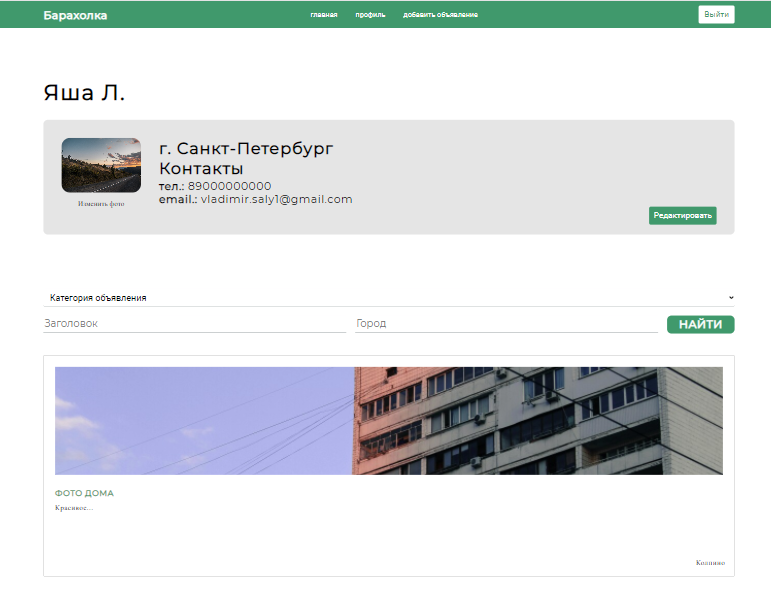 Барахолка
главная профиль добавить объявление
Выйти
Яша Л.
г. Санкт-Петербург
Контакты
тел.: 89000000000
email.: vladimir.saly1@gmail.com
Изменить фото
Редактировать
Категория объявления
Заголовок
Город
НАЙТИ
ФОТО ДОМА
Красивое...
Колпино